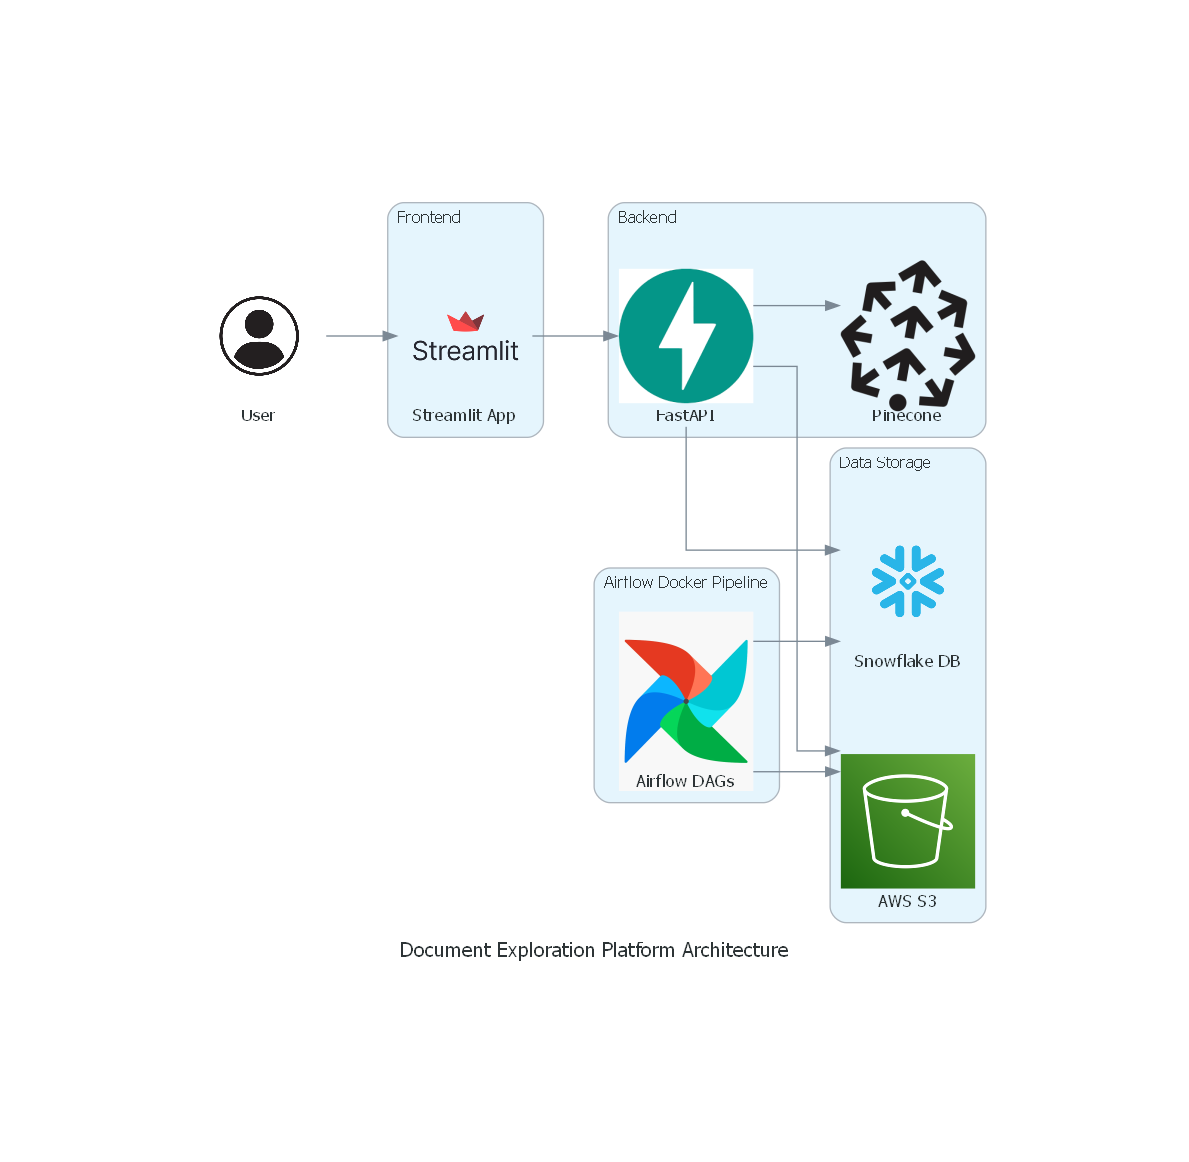 Frontend
Backend
Streamlit
User
Streamlit App
FastAPI
Pinecone
Data Storage
Airflow Docker Pipeline
Snowflake DB
Airflow DAGs
AWS S3
Document Exploration Platform Architecture